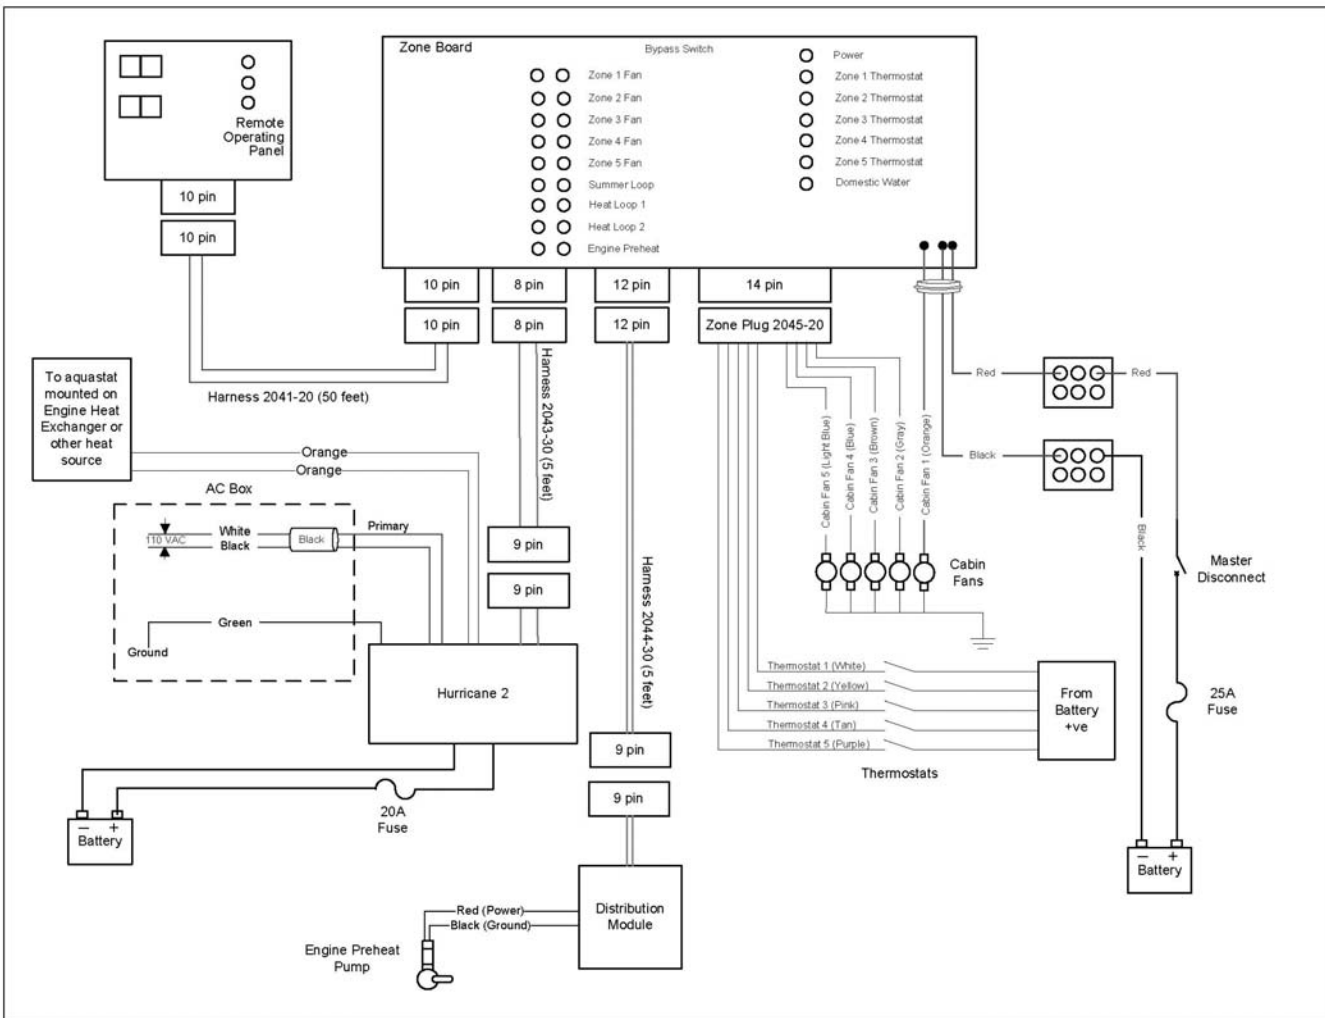 Zone Board
Bypass Switch
Zone 1 Fan
Zone 2 Fan
Zone 3 Fan
Zone 4 Fan
Zone 5 Fan
Summer Loop
Heat Loop 1
Heat Loop 2
Engine Preheat
Power
Zone 1 Thermostat
Zone 2 Thermostat
Zone 3 Thermostat
Zone 4 Thermostat
Zone 5 Thermostat
Domestic Water
Remote
Operating
Panel
10 pin
10 pin
10 pin
8 pin
12 pin
14 pin
10 pin
8 pin
12 pin
Zone Plug 2045-20
Harness 2041-20 (50 feet)
Harness 2043-30 (5 feet)
Harness 2044-30 (5 feet)
To aquastat
mounted on
Engine Heat
Exchanger or
other heat
source
Orange
Orange
AC Box
110 VAC
White
Black
Black
Primary
Green
Ground
9 pin
9 pin
Hurricane 2
20A
Fuse
– +
Battery
9 pin
9 pin
Distribution
Module
Red (Power)
Black (Ground)
Engine Preheat
Pump
Cabin Fan 5 (Light Blue)
Cabin Fan 4 (Blue)
Cabin Fan 3 (Brown)
Cabin Fan 2 (Gray)
Cabin Fan 1 (Orange)
Cabin
Fans
Thermostat 1 (White)
Thermostat 2 (Yellow)
Thermostat 3 (Pink)
Thermostat 4 (Tan)
Thermostat 5 (Purple)
Thermostats
From
Battery
+ve
Red
Red
Black
Black
Master
Disconnect
25A
Fuse
– +
Battery